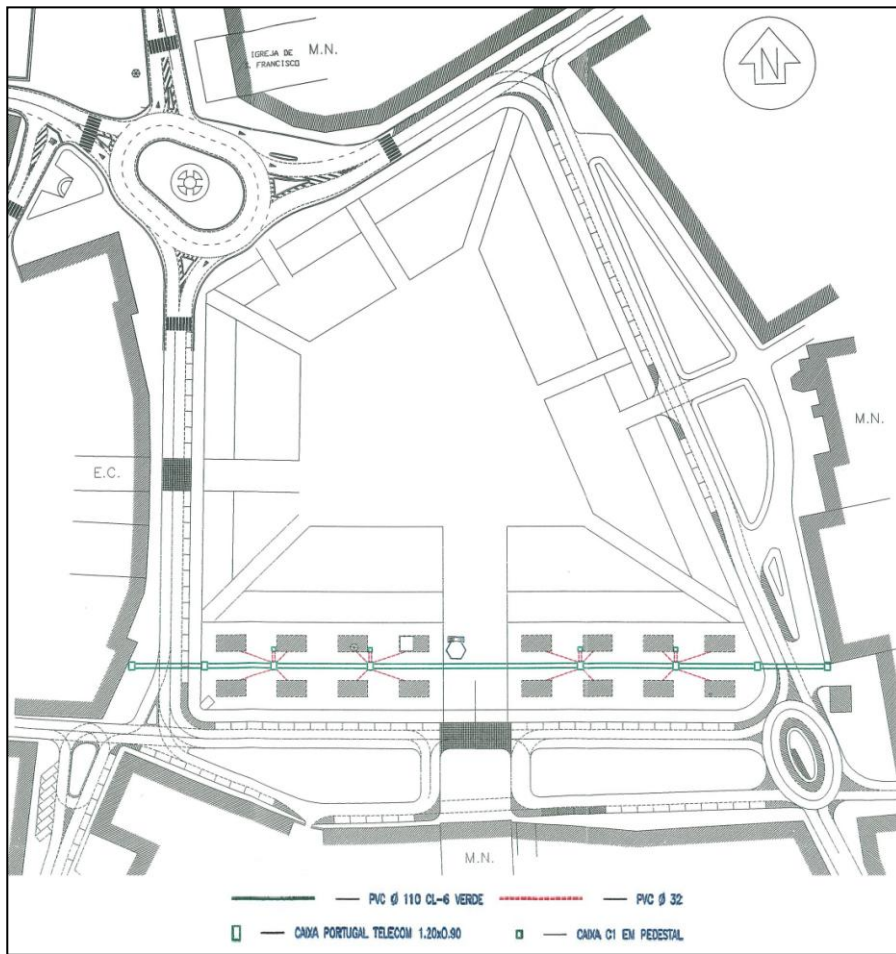 IGREJA DE
FRANCISCO
M.N.
N
E.C.
M.N.
M.N.
PVC Ø 110 CL-6 VERDE
PVC Ø 32
CAIXA PORTUGAL TELECOM 1.20x0.90
CAIXA C1 EM PEDESTAL